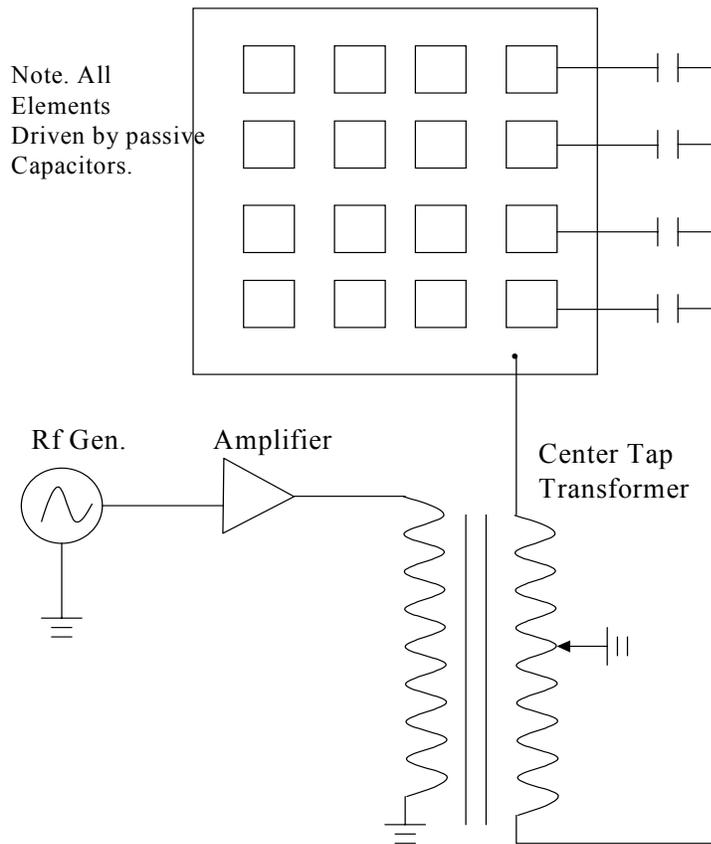 Note. All
Elements
Driven by passive
Capacitors.
Rf Gen.
Amplifier
Center Tap
Transformer